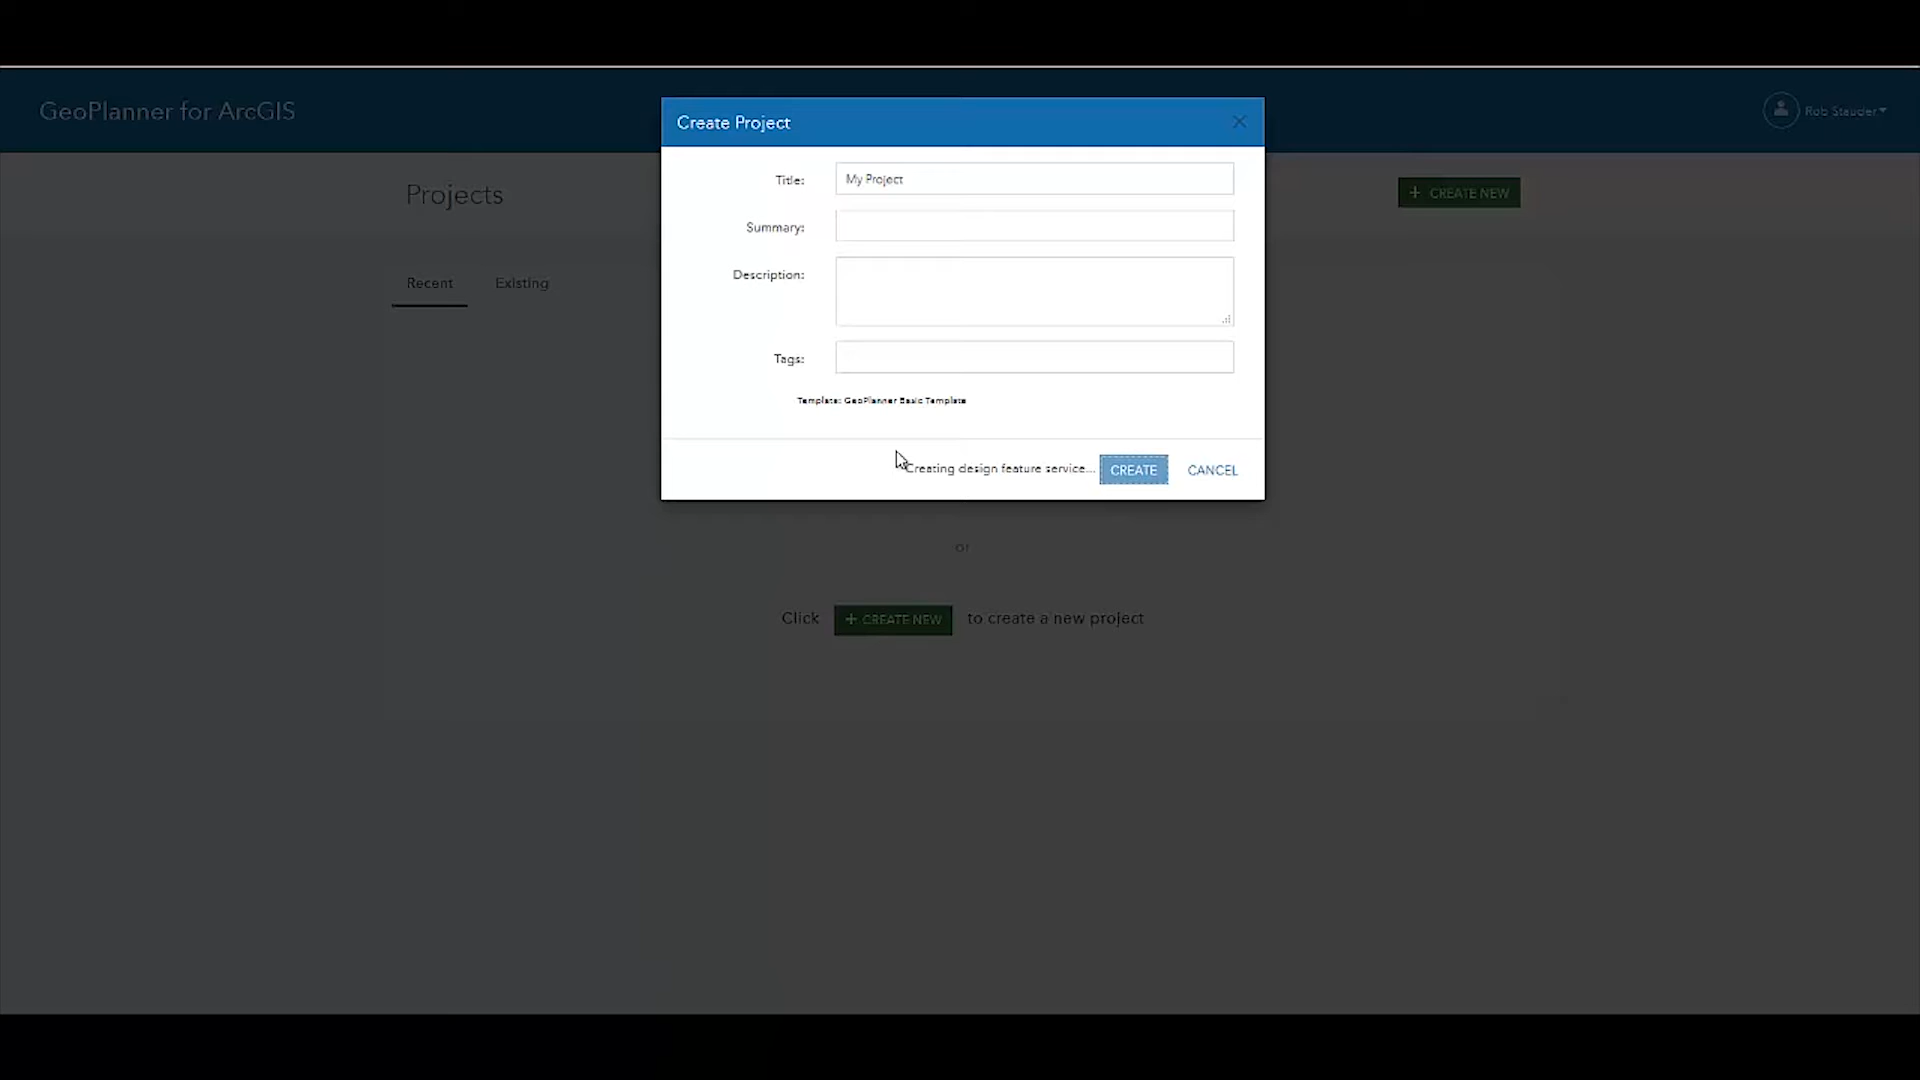 GeoPlanner for ArcGIS
Rob Stauder
Create Project
Title: My Project
Projects
+ CREATE NEW
Summary:
Description:
Recent Existing
Tags:
Template: GeoPlanner Basic Template
Creating design feature service... CREATE CANCEL
or
Click + CREATE NEW to create a new project